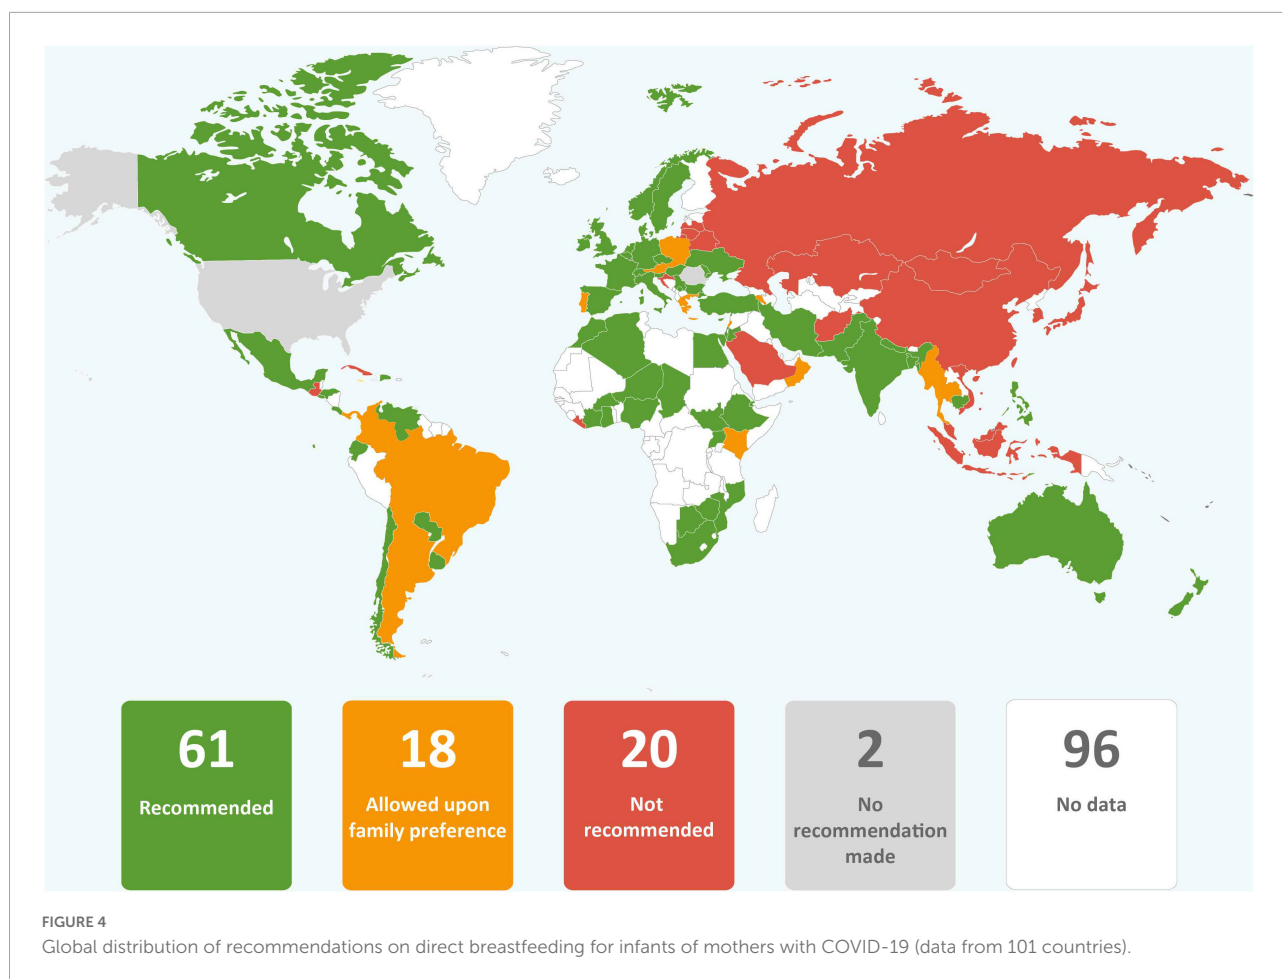 61
Recommended
18
Allowed upon
family preference
20
Not
recommended
2
No
recommendation
made
96
No data
FIGURE 4
Global distribution of recommendations on direct breastfeeding for infants of mothers with COVID-19 (data from 101 countries).